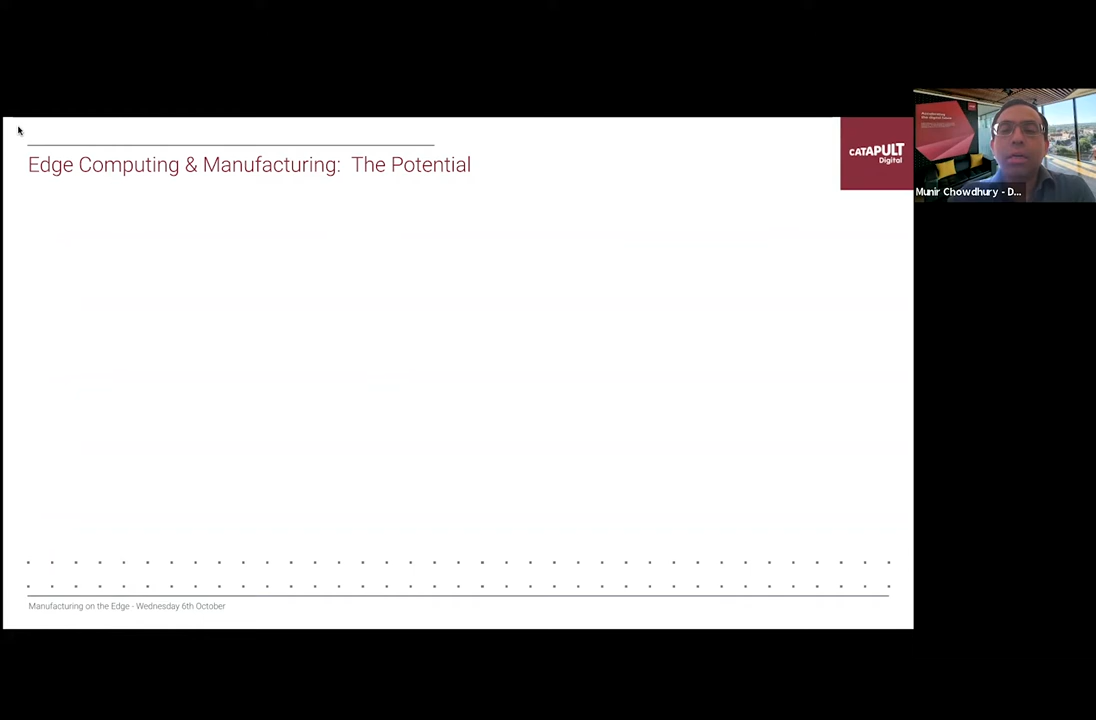 Edge Computing & Manufacturing: The Potential
CATAPULT
Digital
Munir Chowdhury - D...
Manufacturing on the Edge - Wednesday 6th October